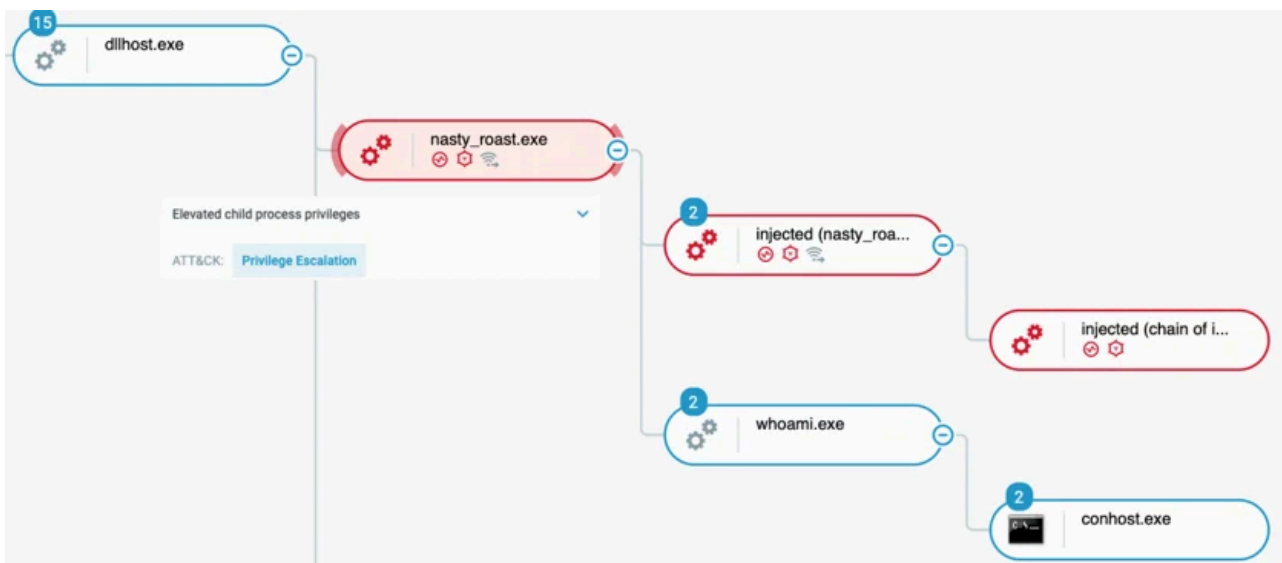 15
dllhost.exe
nasty_roast.exe
Elevated child process privileges
ATT&CK: Privilege Escalation
2
injected (nasty_roa...
injected (chain of i...
2
whoami.exe
2
conhost.exe